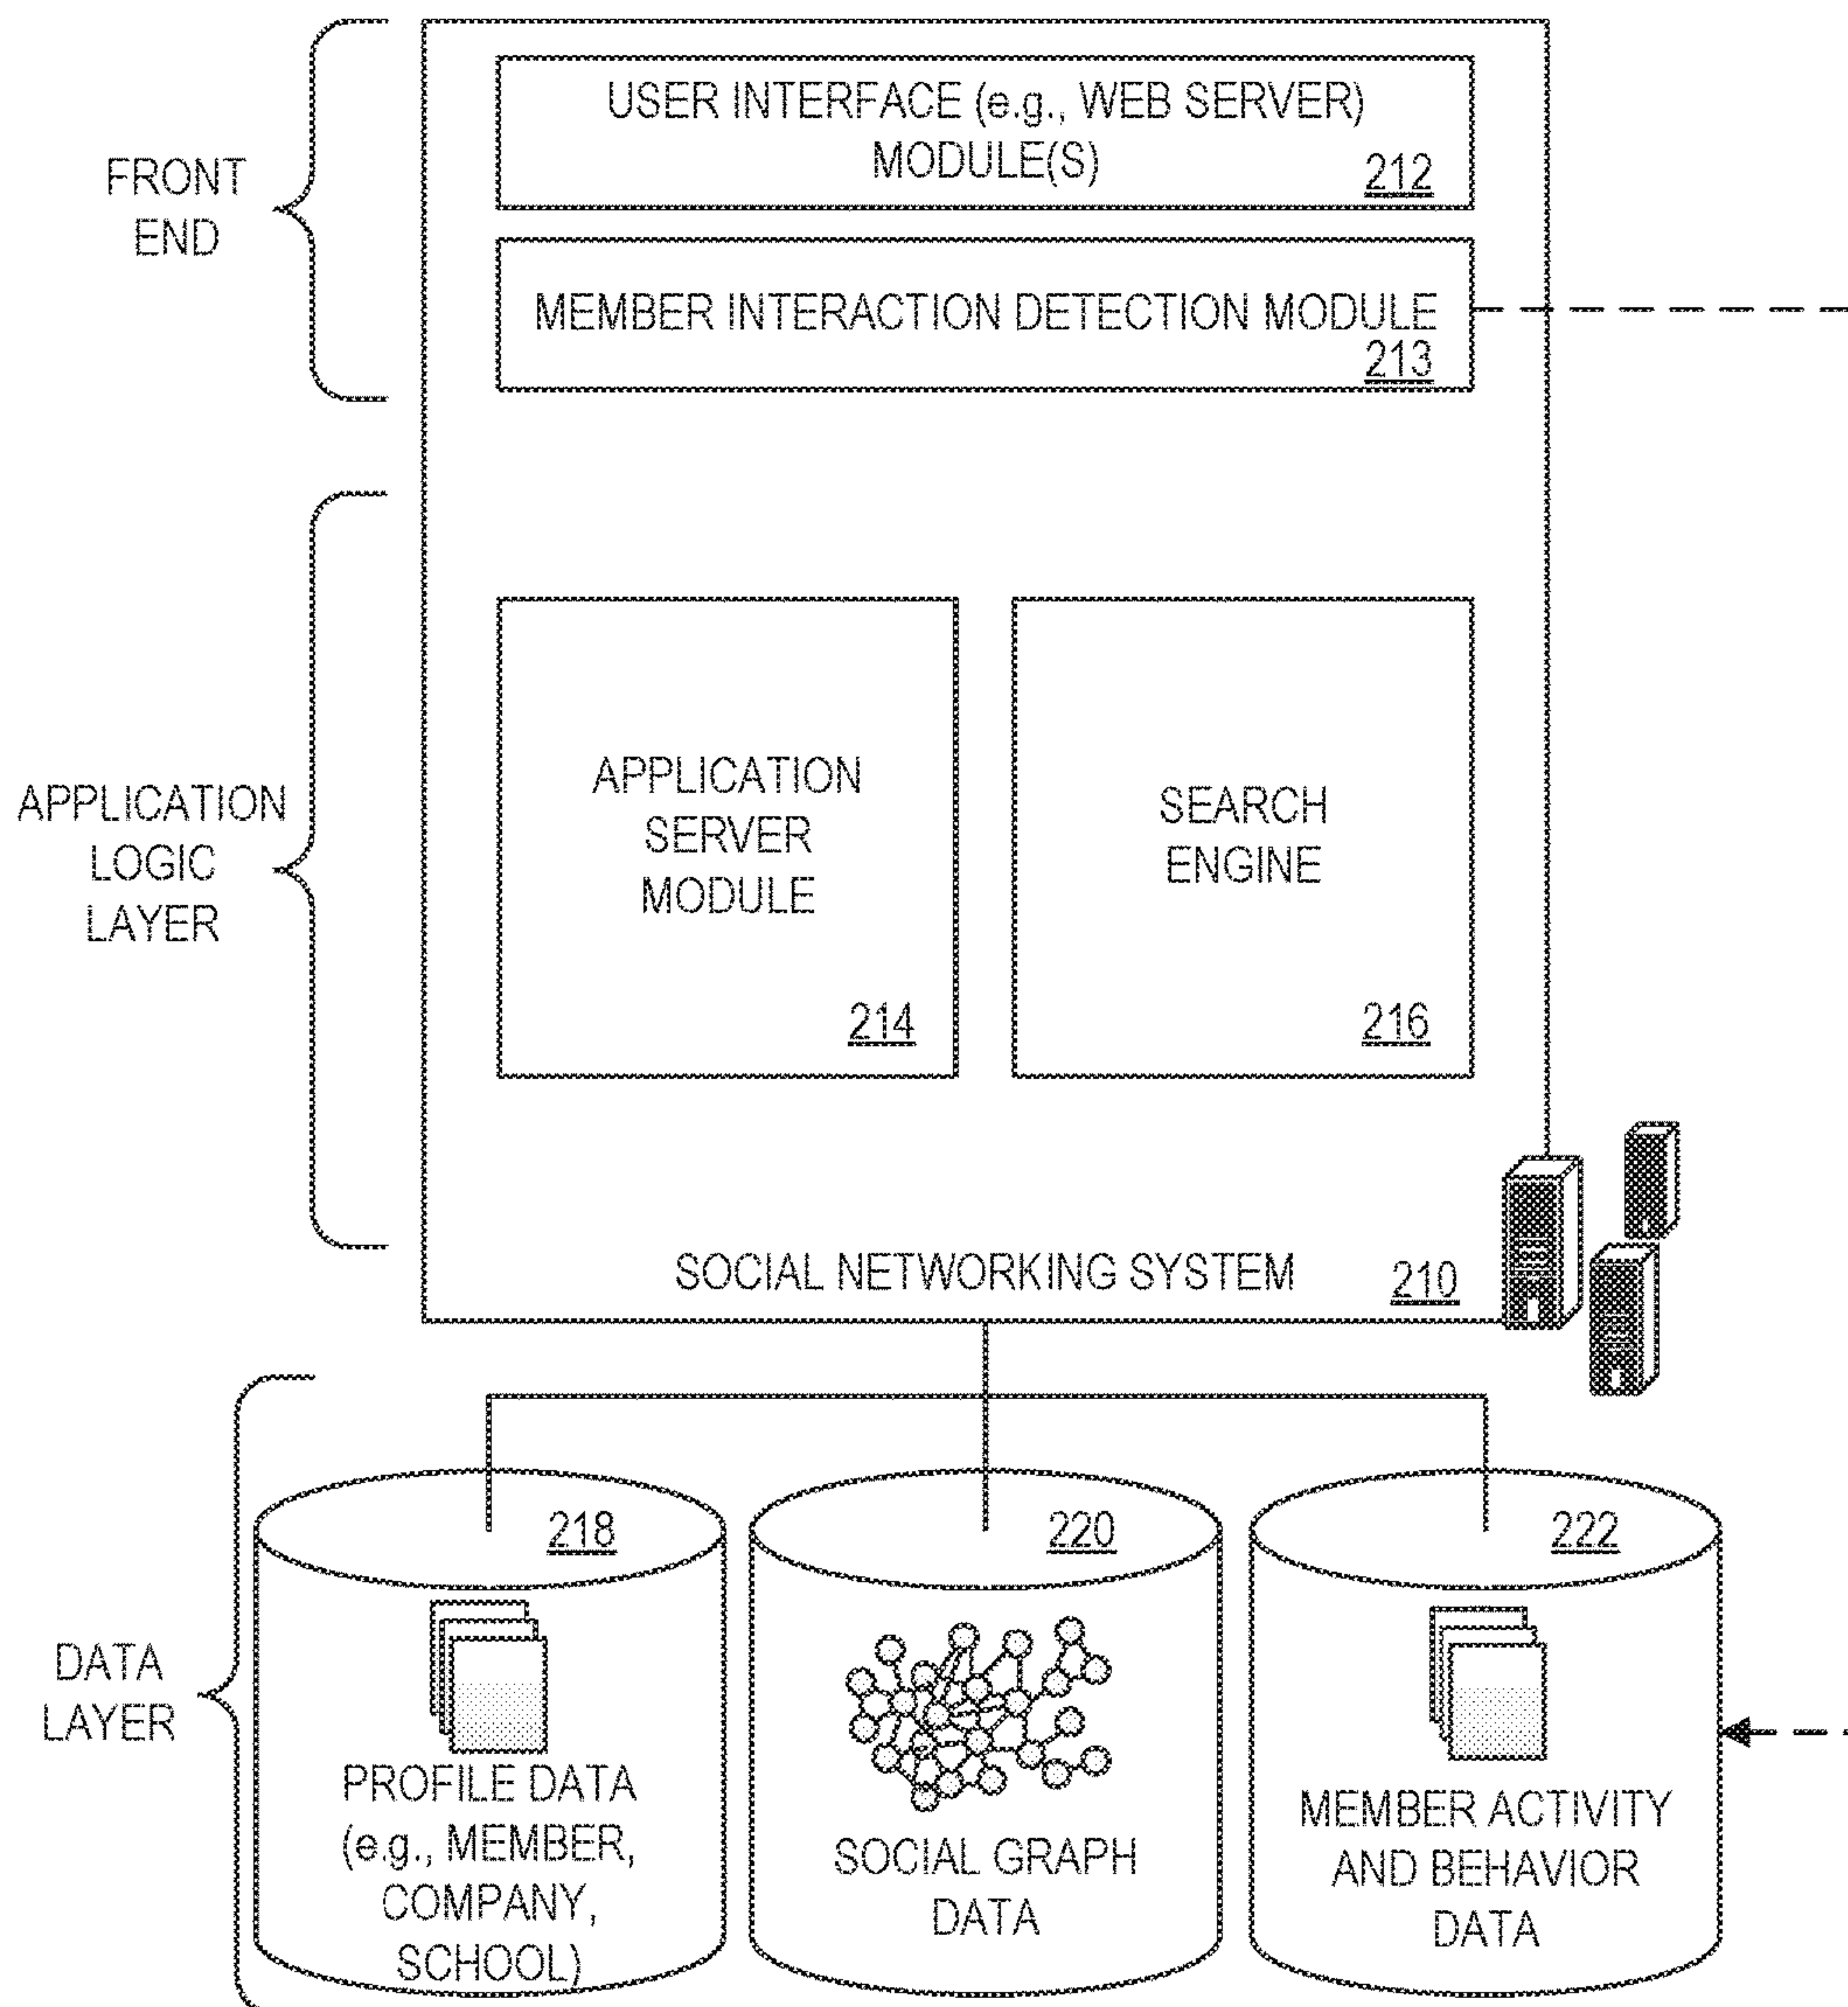 FRONT
END
USER INTERFACE (e.g., WEB SERVER)
MODULE(S)
212
MEMBER INTERACTION DETECTION MODULE
213
APPLICATION
LOGIC
LAYER
APPLICATION
SERVER
MODULE
214
SEARCH
ENGINE
216
SOCIAL NETWORKING SYSTEM
210
DATA
LAYER
218
PROFILE DATA
(e.g., MEMBER,
COMPANY,
SCHOOL)
220
SOCIAL GRAPH
DATA
222
MEMBER ACTIVITY
AND BEHAVIOR
DATA